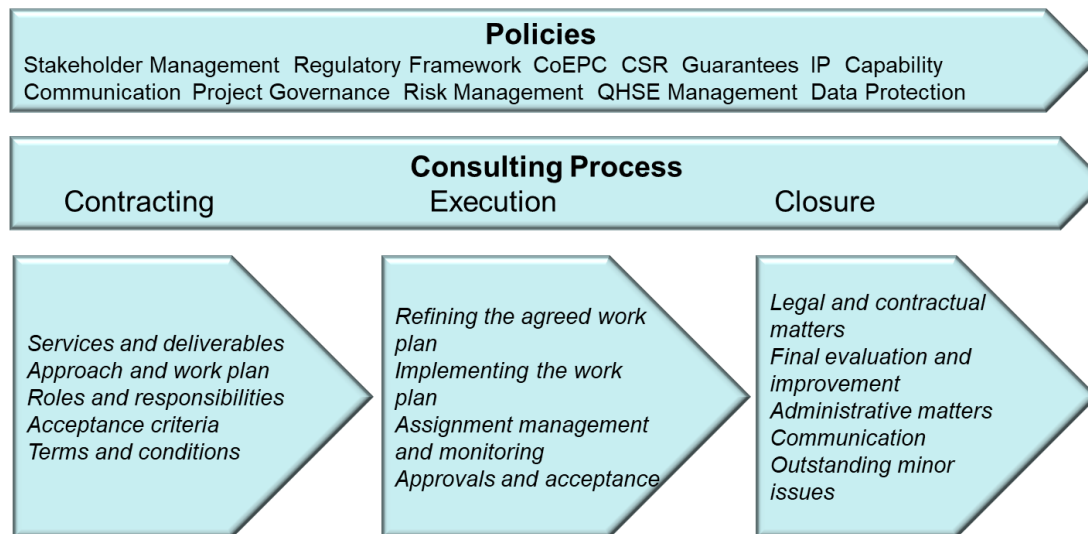 Policies
Stakeholder Management Regulatory Framework CoEPC CSR Guarantees IP Capability
Communication Project Governance Risk Management QHSE Management Data Protection
Consulting Process
Contracting Execution Closure
Services and deliverables
Approach and work plan
Roles and responsibilities
Acceptance criteria
Terms and conditions
Refining the agreed work
plan
Implementing the work
plan
Assignment management
and monitoring
Approvals and acceptance
Legal and contractual
matters
Final evaluation and
improvement
Administrative matters
Communication
Outstanding minor
issues